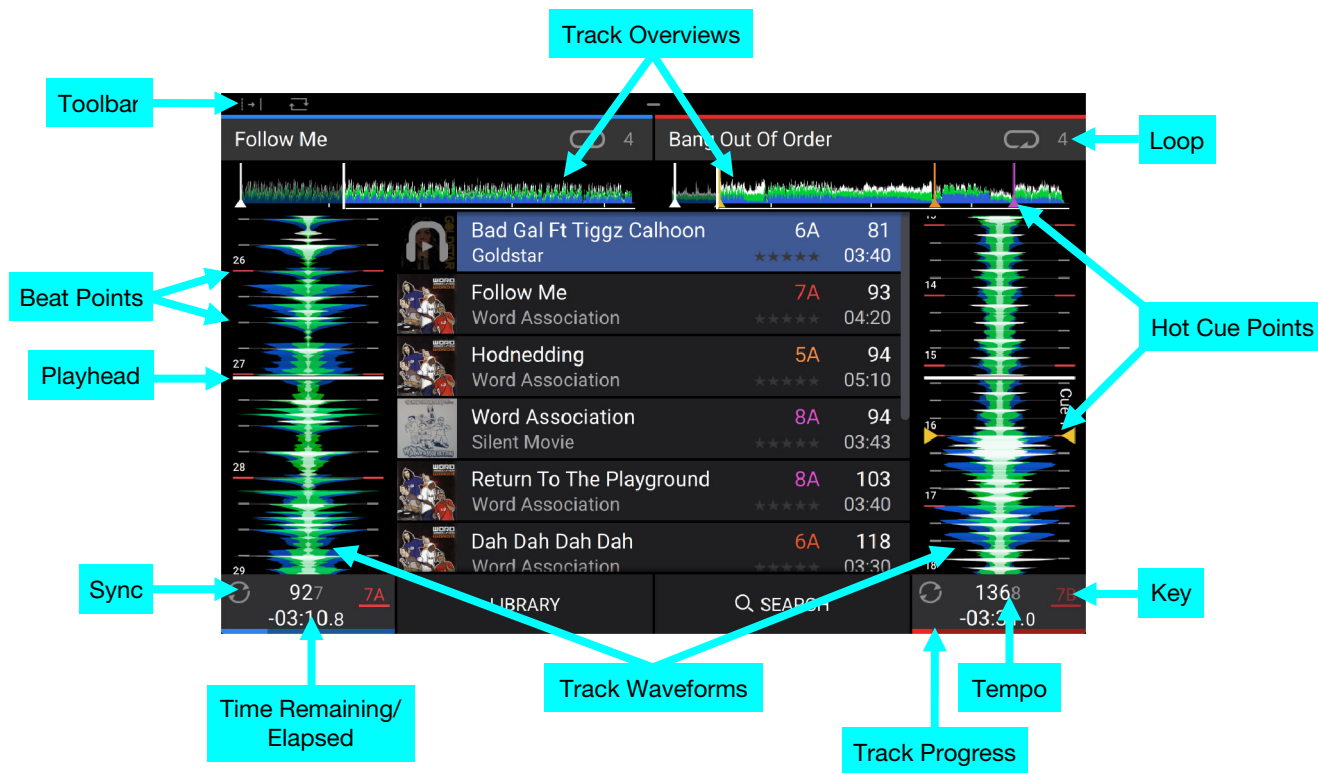 Track Overviews
Toolbar
Follow Me 4
Bang Out Of Order 4
Loop
Bad Gal Ft Tiggz Calhoon 6A 81
Goldstar ★★★★★ 03:40
Follow Me 7A 93
Word Association ★★★★★ 04:20
Hodnedding 5A 94
Word Association ★★★★★ 05:10
Word Association 8A 94
Silent Movie ★★★★★ 03:43
Return To The Playground 8A 103
Word Association ★★★★★ 03:40
Dah Dah Dah Dah 6A 118
Word Association ★★★★★ 03:30
26
27
28
29
14
15
16
17
18
Cue
Beat Points
Playhead
Hot Cue Points
Sync
927 7A
-03:10.8
LIBRARY
SEARCH
1368 7B
Key
Time Remaining/
Elapsed
Track Waveforms
Tempo
Track Progress